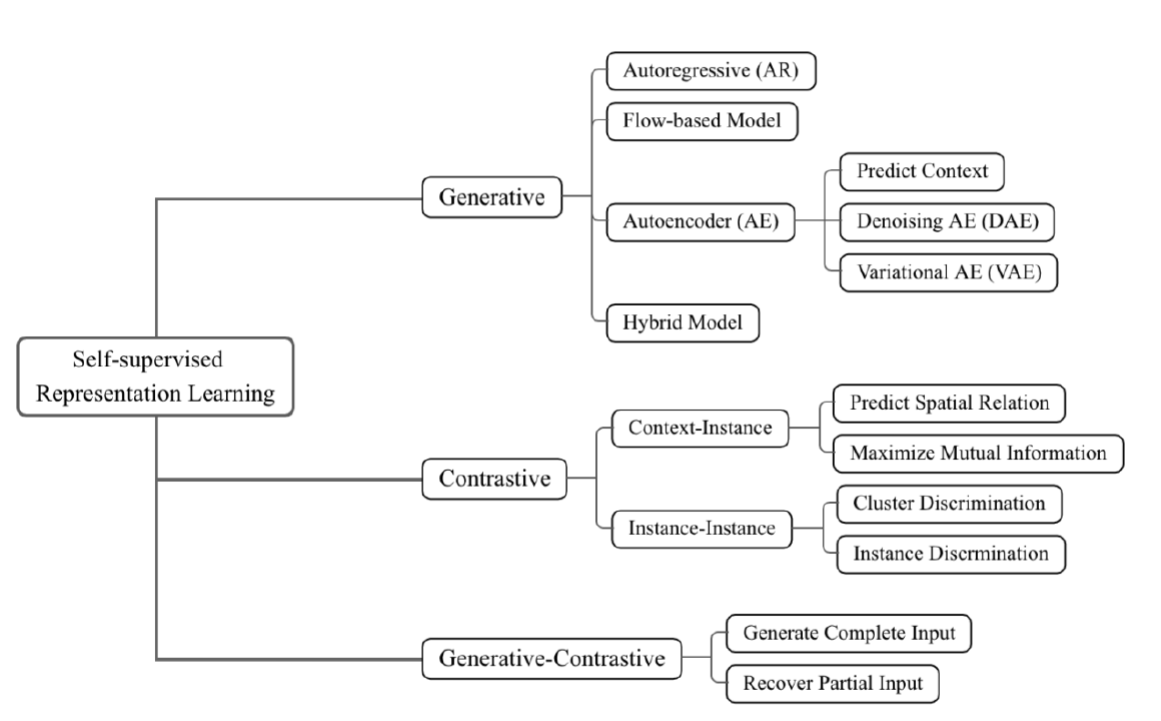 Autoregressive (AR)
Flow-based Model
Predict Context
Generative
Autoencoder (AE)
Denoising AE (DAE)
Variational AE (VAE)
Hybrid Model
Self-supervised
Representation Learning
Predict Spatial Relation
Context-Instance
Maximize Mutual Information
Contrastive
Cluster Discrimination
Instance-Instance
Instance Discrmination
Generate Complete Input
Generative-Contrastive
Recover Partial Input